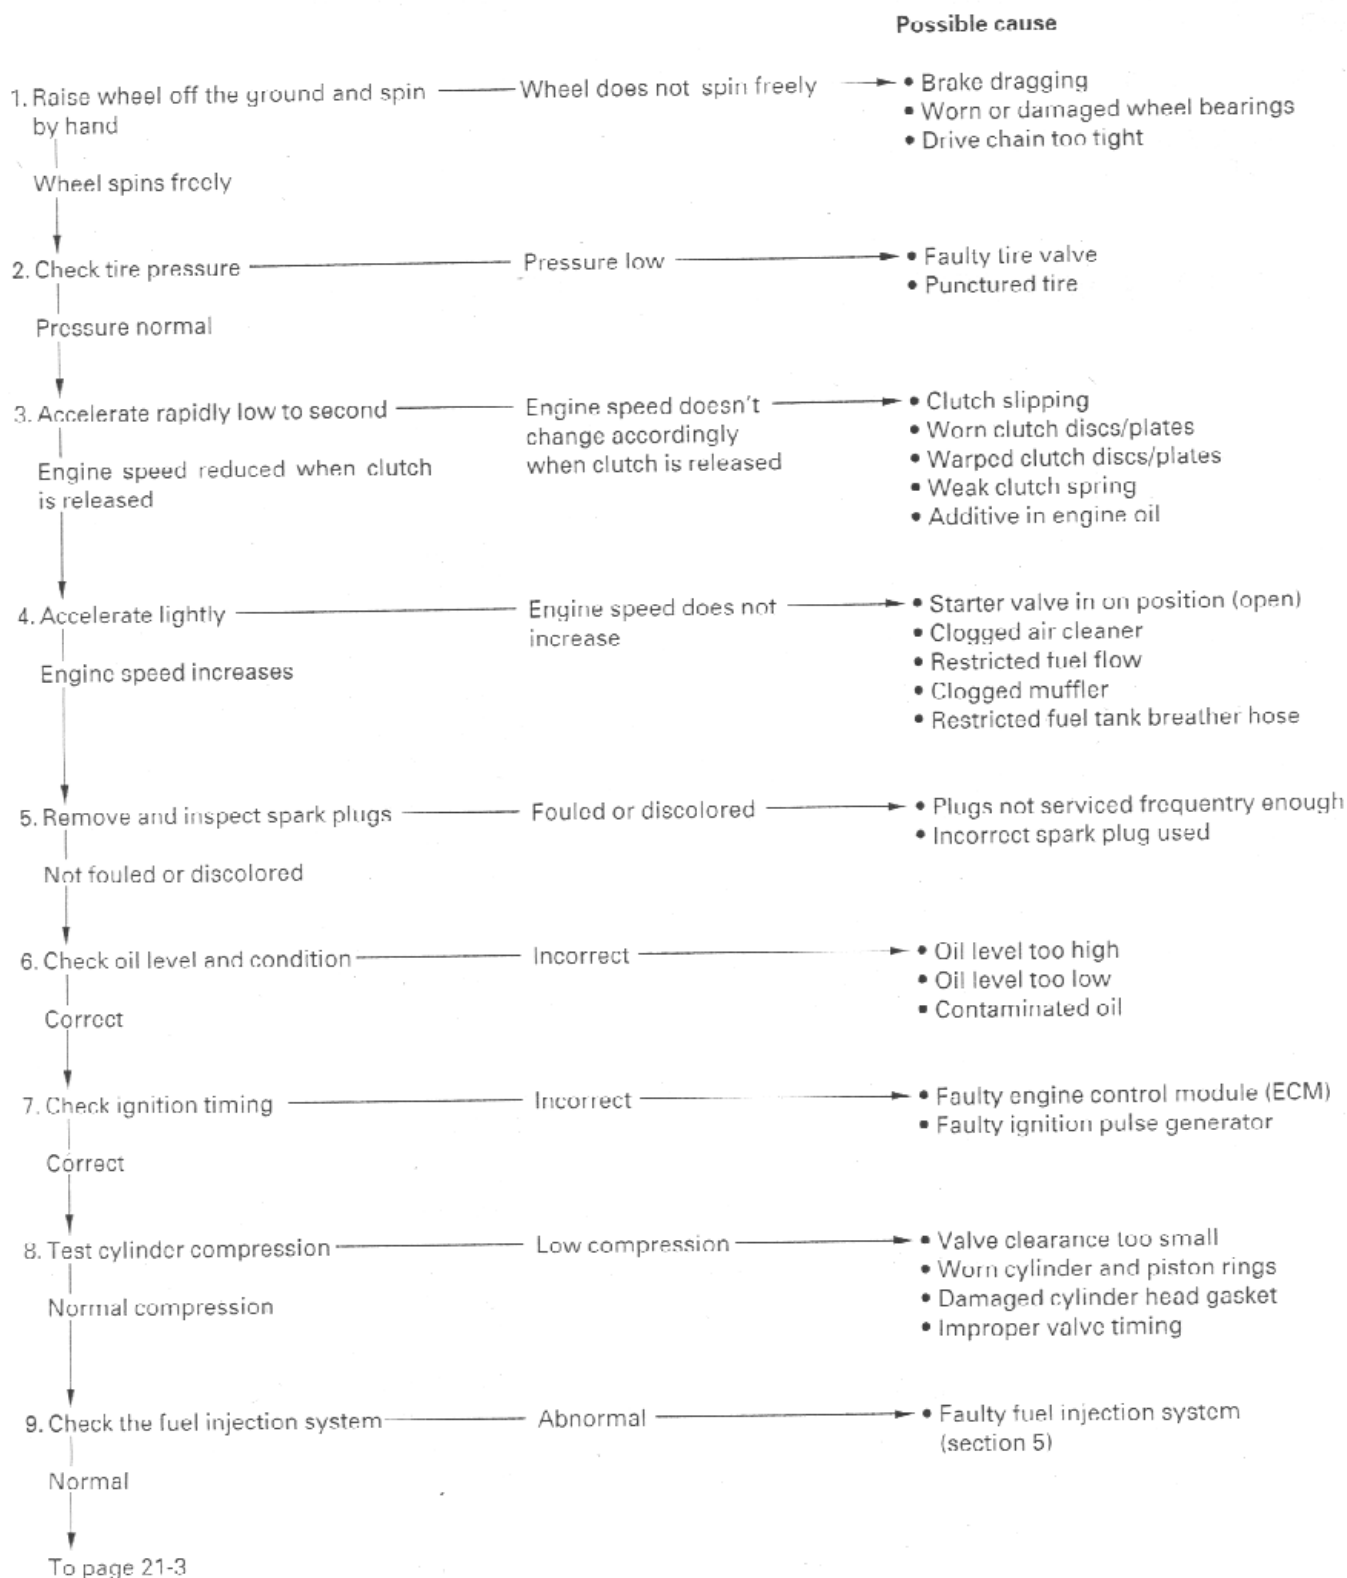 Possible cause
1. Raise wheel off the ground and spin
by hand
Wheel does not spin freely
• Brake dragging
• Worn or damaged wheel bearings
• Drive chain too tight
Wheel spins freely
2. Check tire pressure
Pressure low
• Faulty tire valve
• Punctured tire
Pressure normal
3. Accelerate rapidly low to second
Engine speed doesn't
change accordingly
when clutch is released
• Clutch slipping
• Worn clutch discs/plates
• Warped clutch discs/plates
• Weak clutch spring
• Additive in engine oil
Engine speed reduced when clutch
is released
4. Accelerate lightly
Engine speed does not
increase
• Starter valve in on position (open)
• Clogged air cleaner
• Restricted fuel flow
• Clogged muffler
• Restricted fuel tank breather hose
Engine speed increases
5. Remove and inspect spark plugs
Fouled or discolored
• Plugs not serviced frequentry enough
• Incorrect spark plug used
Not fouled or discolored
6. Check oil level and condition
Incorrect
• Oil level too high
• Oil level too low
• Contaminated oil
Correct
7. Check ignition timing
Incorrect
• Faulty engine control module (ECM)
• Faulty ignition pulse generator
Correct
8. Test cylinder compression
Low compression
• Valve clearance too small
• Worn cylinder and piston rings
• Damaged cylinder head gasket
• Improper valve timing
Normal compression
9. Check the fuel injection system
Abnormal
• Faulty fuel injection system
(section 5)
Normal
To page 21-3